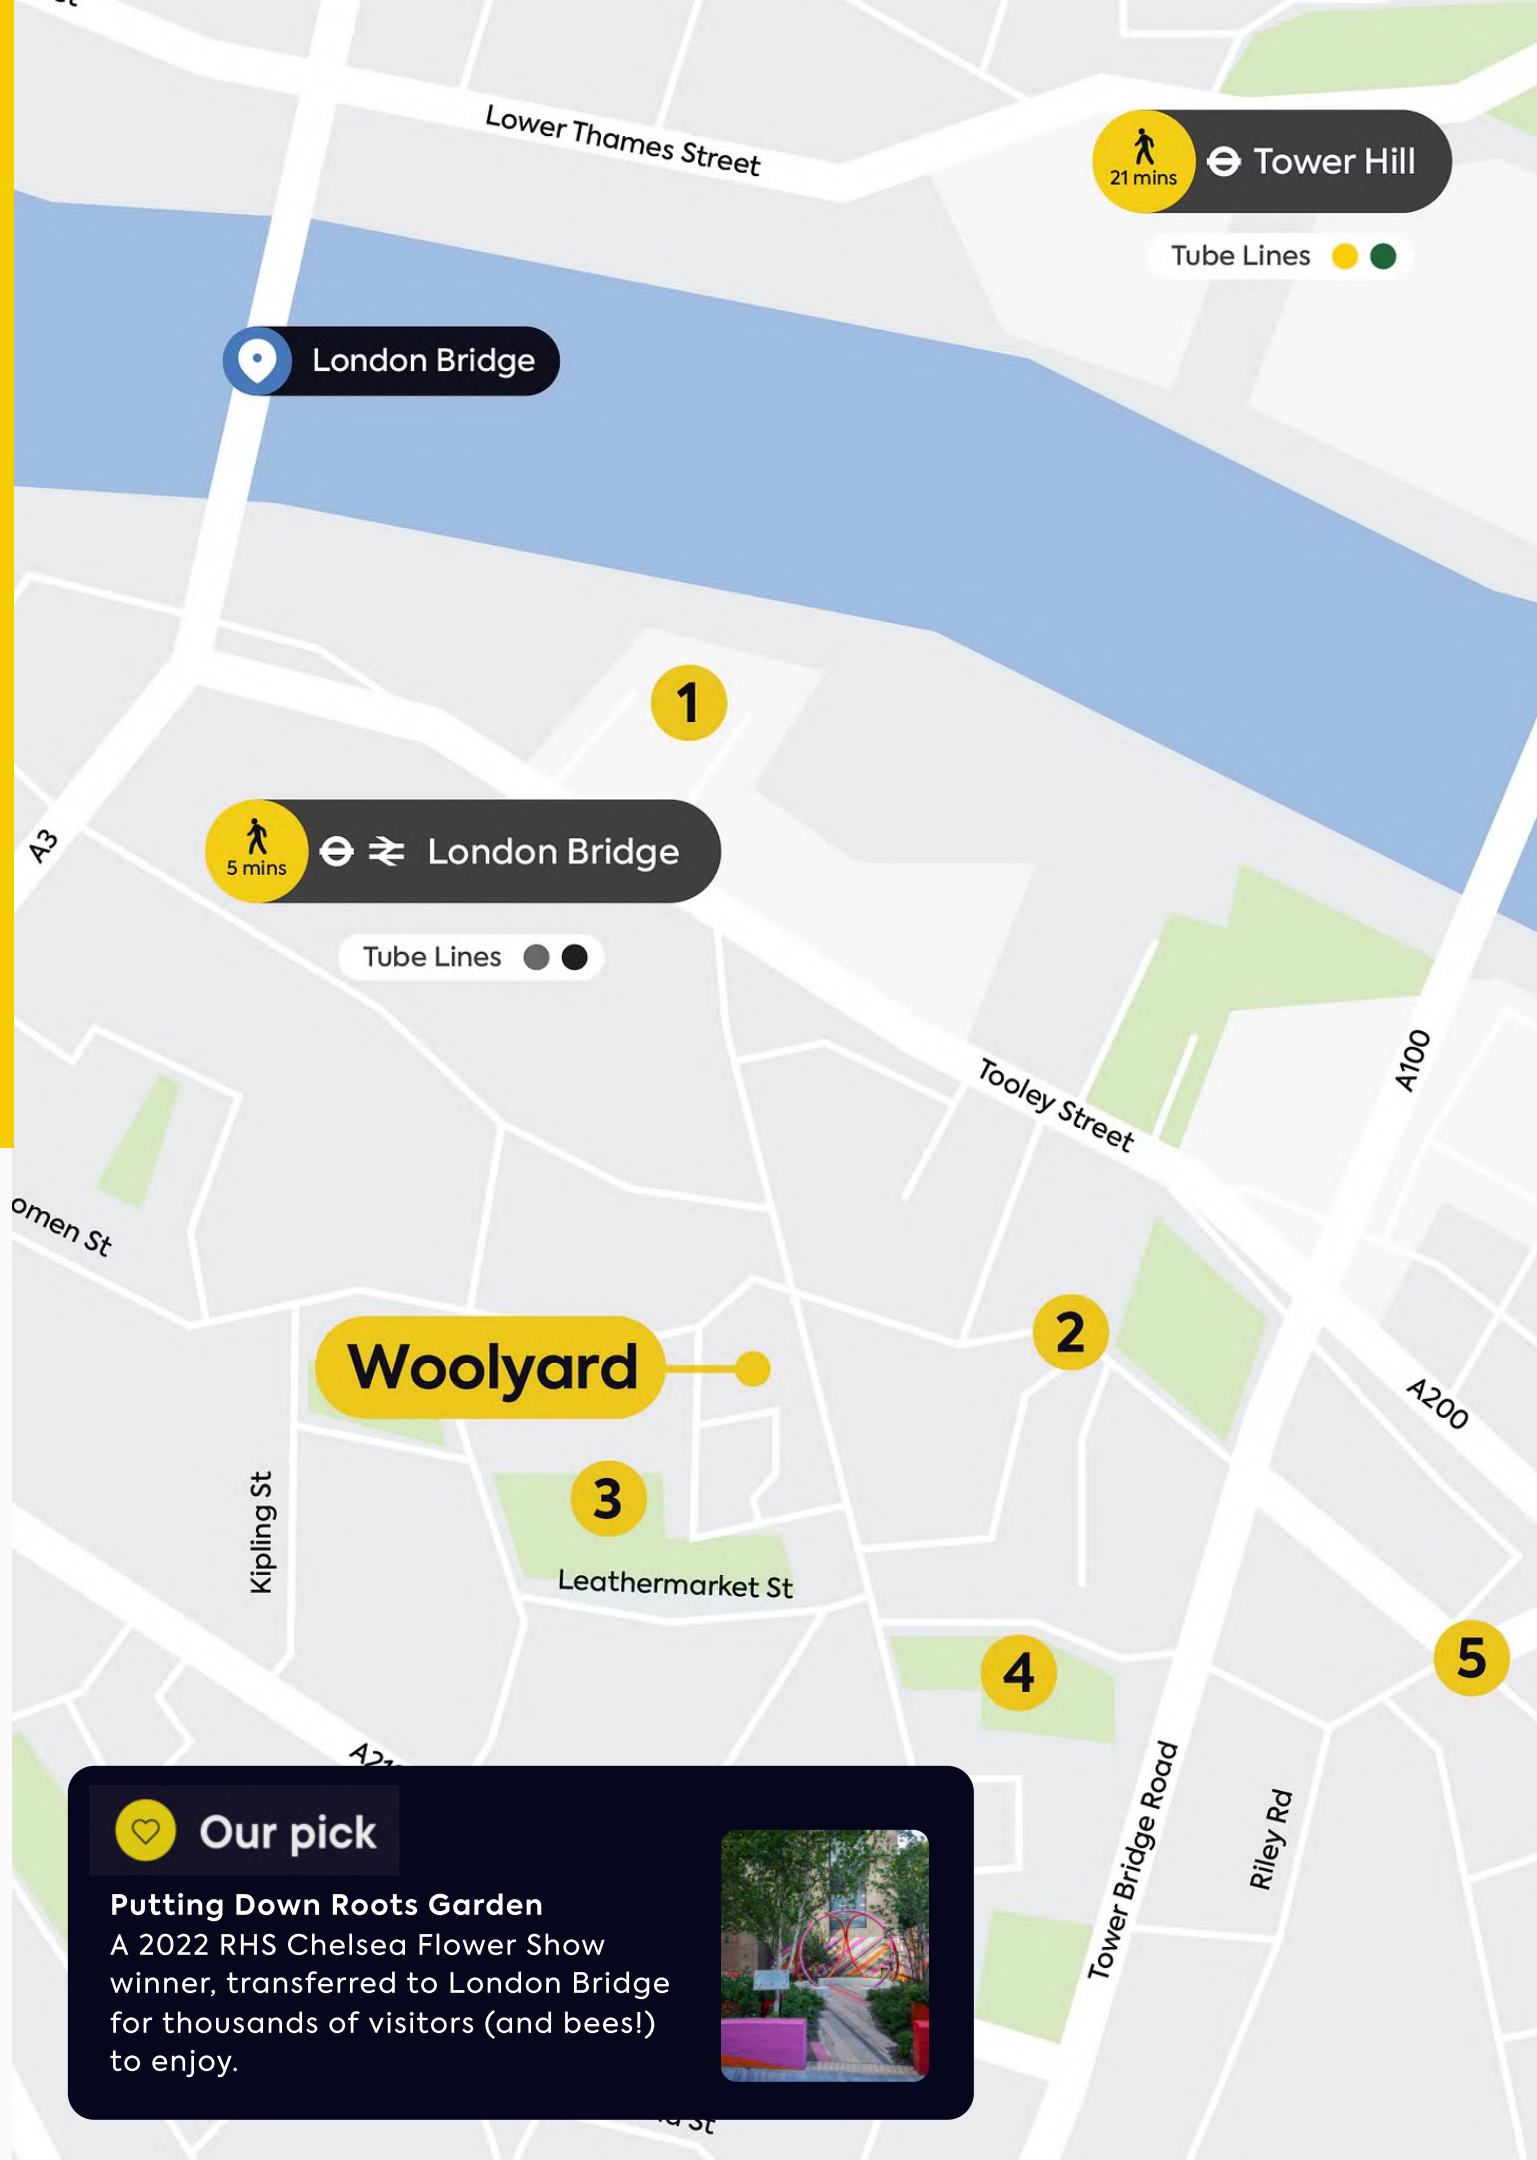 Lower Thames Street
21 mins
Tower Hill
Tube Lines
London Bridge
1
A3
5 mins
London Bridge
Tube Lines
A100
Tooley Street
omen St
2
Woolyard
A200
Kipling St
3
Leathermarket St
4
5
Tower Bridge Road
Riley Rd
Our pick
Putting Down Roots Garden
A 2022 RHS Chelsea Flower Show
winner, transferred to London Bridge
for thousands of visitors (and bees!)
to enjoy.
St